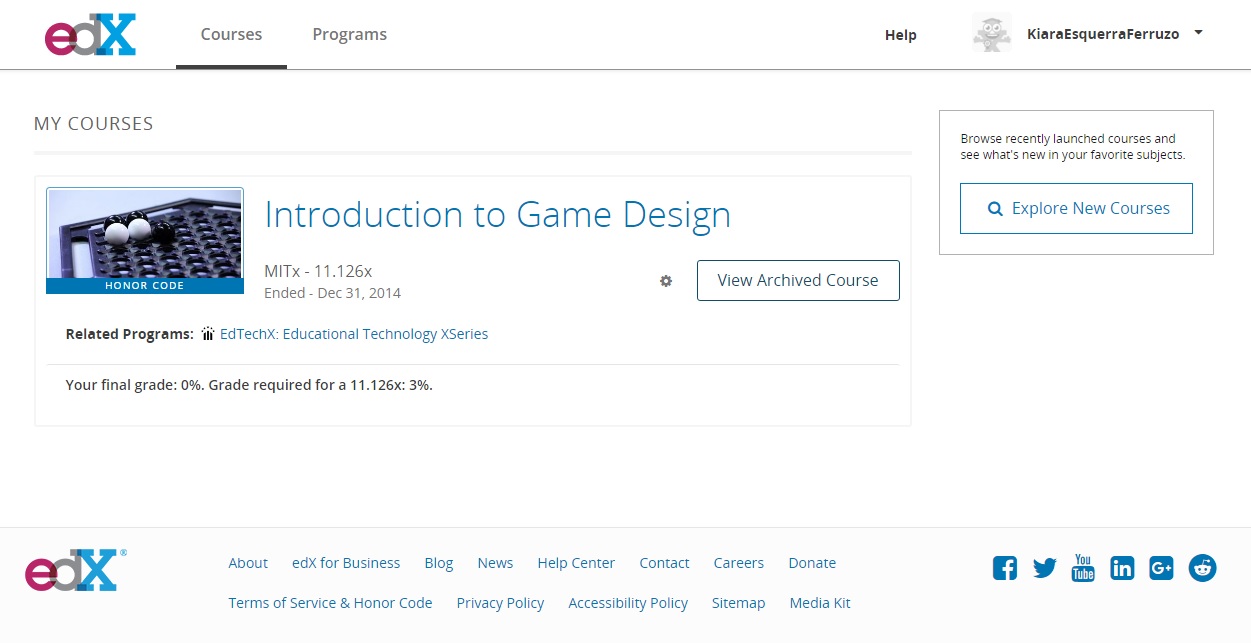 edX
Courses
Programs
Help
KiaraEsquerraFerruzo
MY COURSES
HONOR CODE
Introduction to Game Design
MITx - 11.126x
Ended - Dec 31, 2014
View Archived Course
Related Programs: EdTechX: Educational Technology XSeries
Your final grade: 0%. Grade required for a 11.126x: 3%.
Browse recently launched courses and
see what's new in your favorite subjects.
Explore New Courses
edX®
About edX for Business Blog News Help Center Contact Careers Donate
Terms of Service & Honor Code Privacy Policy Accessibility Policy Sitemap Media Kit
You
Tube
in
G+